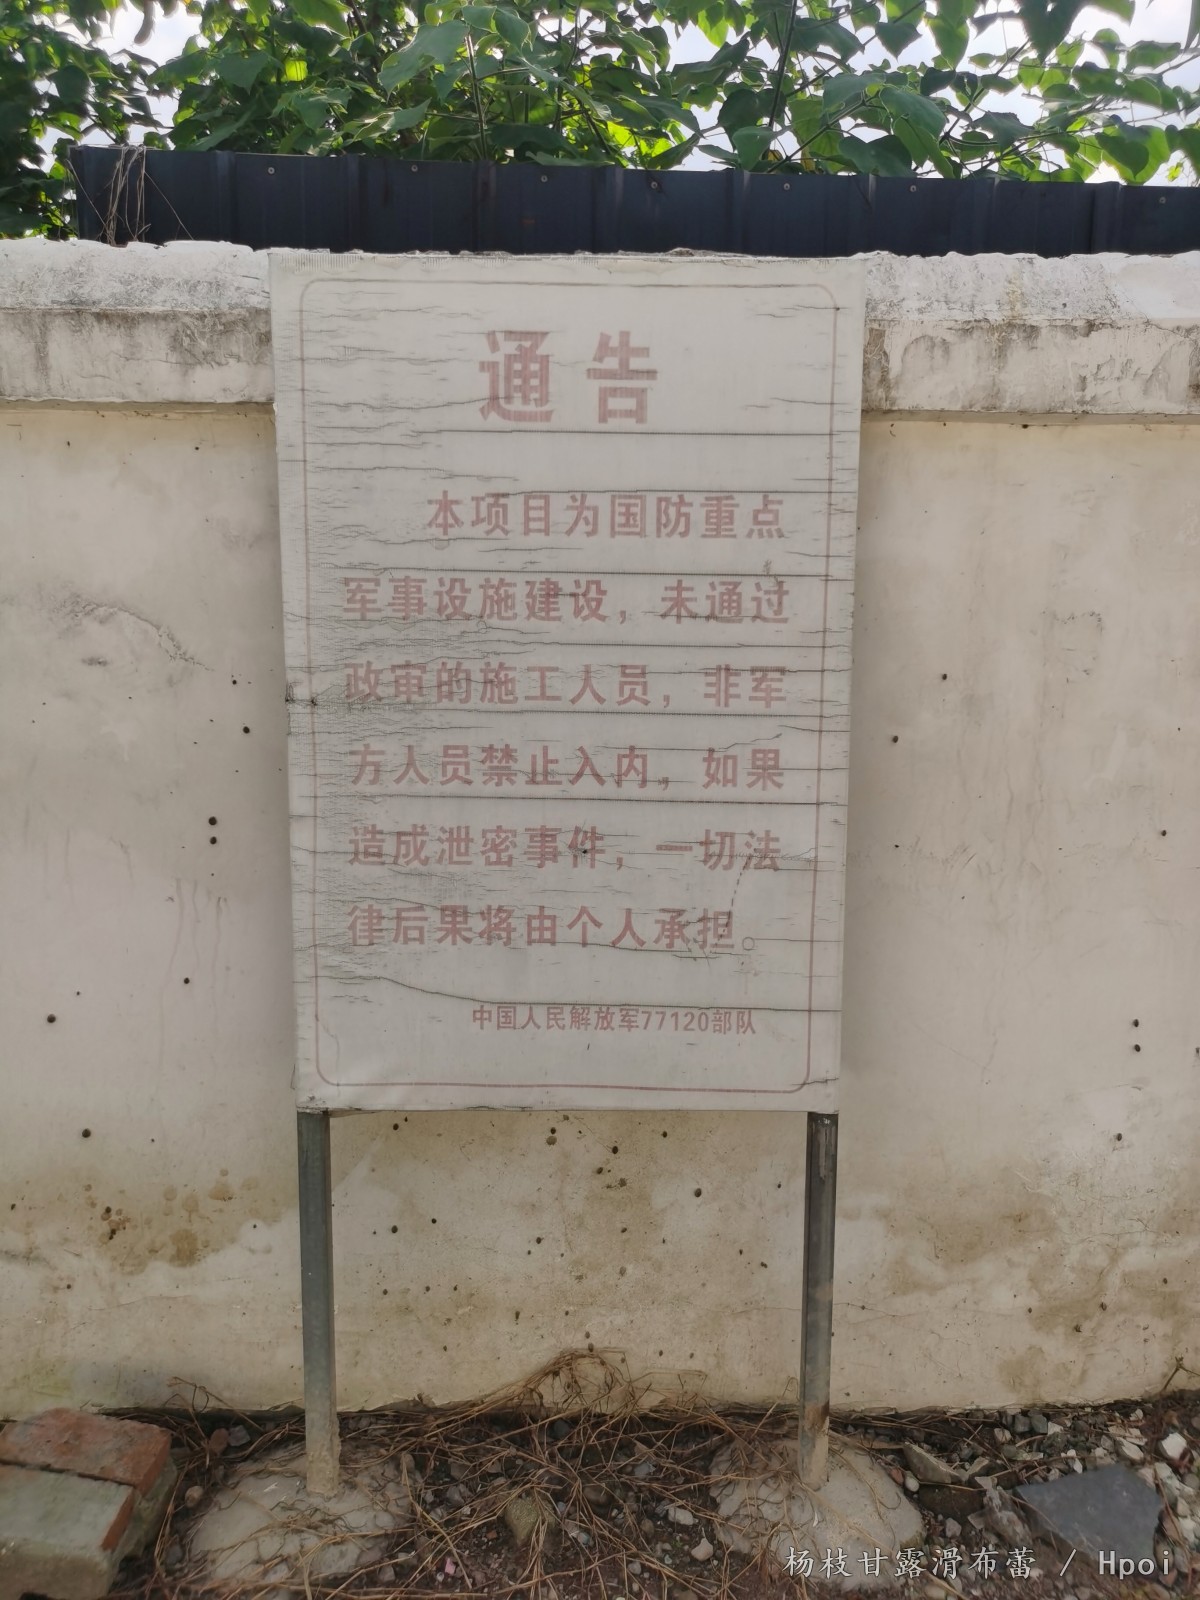 通告
本项目为国防重点
军事设施建设，未通过
政审的施工人员，非军
方人员禁止入内，如果
造成泄密事件，一切法
律后果将由个人承担。
中国人民解放军77120部队
杨枝甘露滑布蕾 / Hpoi